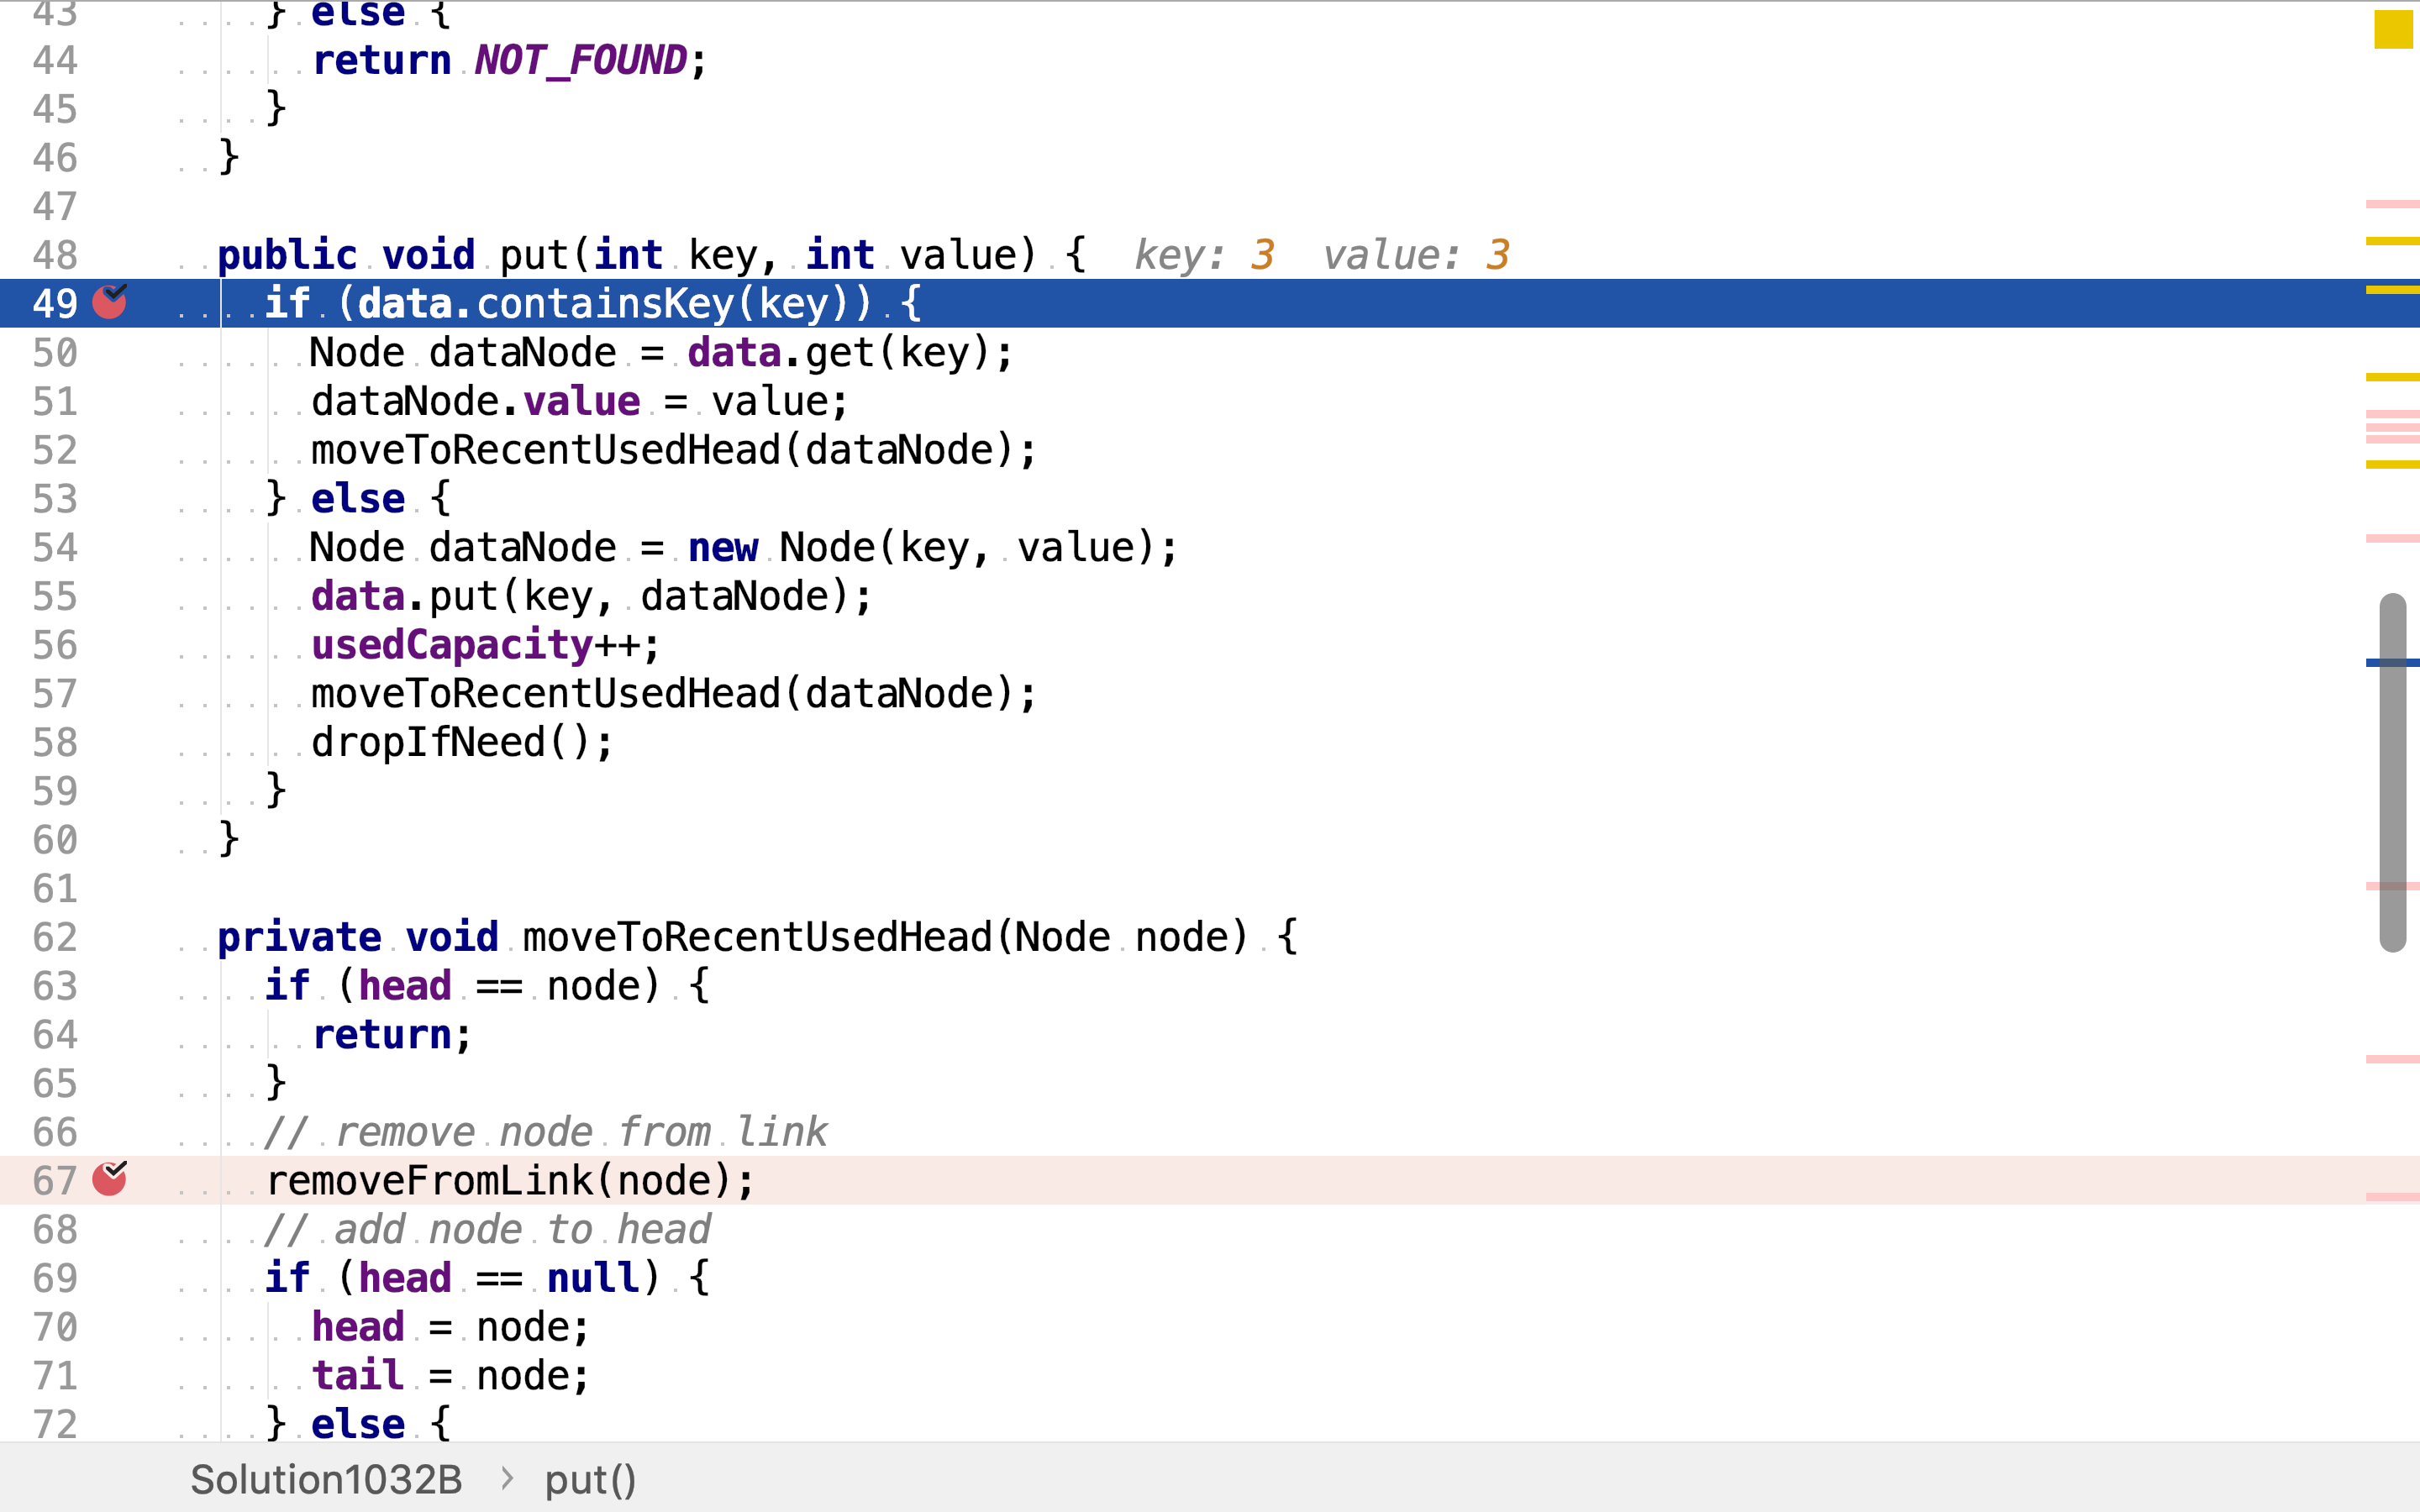 43 } else {
44 return NOT_FOUND;
45 }
46 }
47
48 public void put(int key, int value) { key: 3 value: 3
49 if (data.containsKey(key)) {
50 Node dataNode = data.get(key);
51 dataNode.value = value;
52 moveToRecentUsedHead(dataNode);
53 } else {
54 Node dataNode = new Node(key, value);
55 data.put(key, dataNode);
56 usedCapacity++;
57 moveToRecentUsedHead(dataNode);
58 dropIfNeed();
59 }
60 }
61
62 private void moveToRecentUsedHead(Node node) {
63 if (head == node) {
64 return;
65 }
66 // remove node from link
67 removeFromLink(node);
68 // add node to head
69 if (head == null) {
70 head = node;
71 tail = node;
72 } else {
Solution1032B › put()